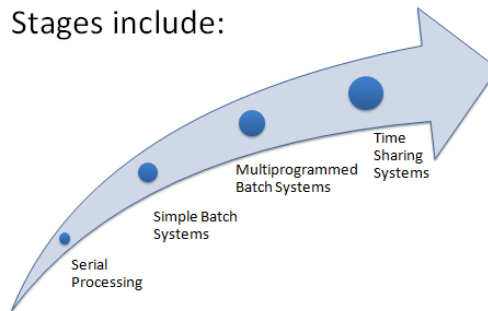 Stages include:
Time
Sharing
Systems
Multiprogrammed
Batch Systems
Simple Batch
Systems
Serial
Processing